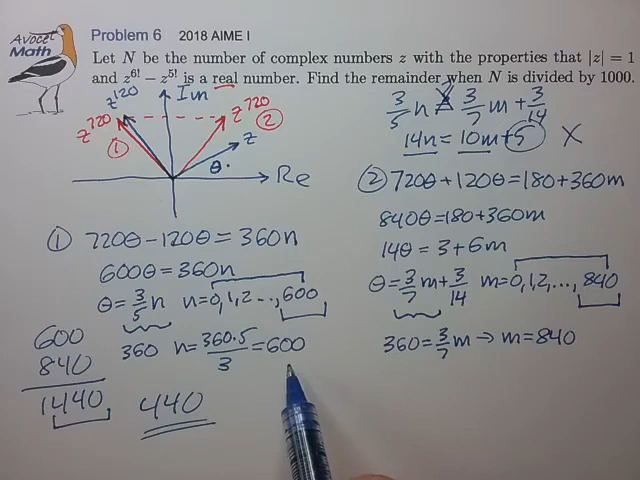 Avocet
Math
Problem 6 2018 AIME I
Let N be the number of complex numbers z with the properties that |z| = 1
and z^{6!} − z^{5!} is a real number. Find the remainder when N is divided by 1000.
Im
z^{120}
z^{120}
z^{720}
①
z^{720}
②
z
θ
Re
3/5 n = 3/7 m + 3/14
14n = 10m + 5 X
① 720θ − 120θ = 360n
600θ = 360n
θ = 3/5 n n = 0, 1, 2 ..., 600
360 n = 360·5/3 = 600
600
840
1440
440
② 720θ + 120θ = 180 + 360m
840θ = 180 + 360m
14θ = 3 + 6m
θ = 3/7 m + 3/14 m = 0, 1, 2, ..., 840
360 = 3/7 m → m = 840